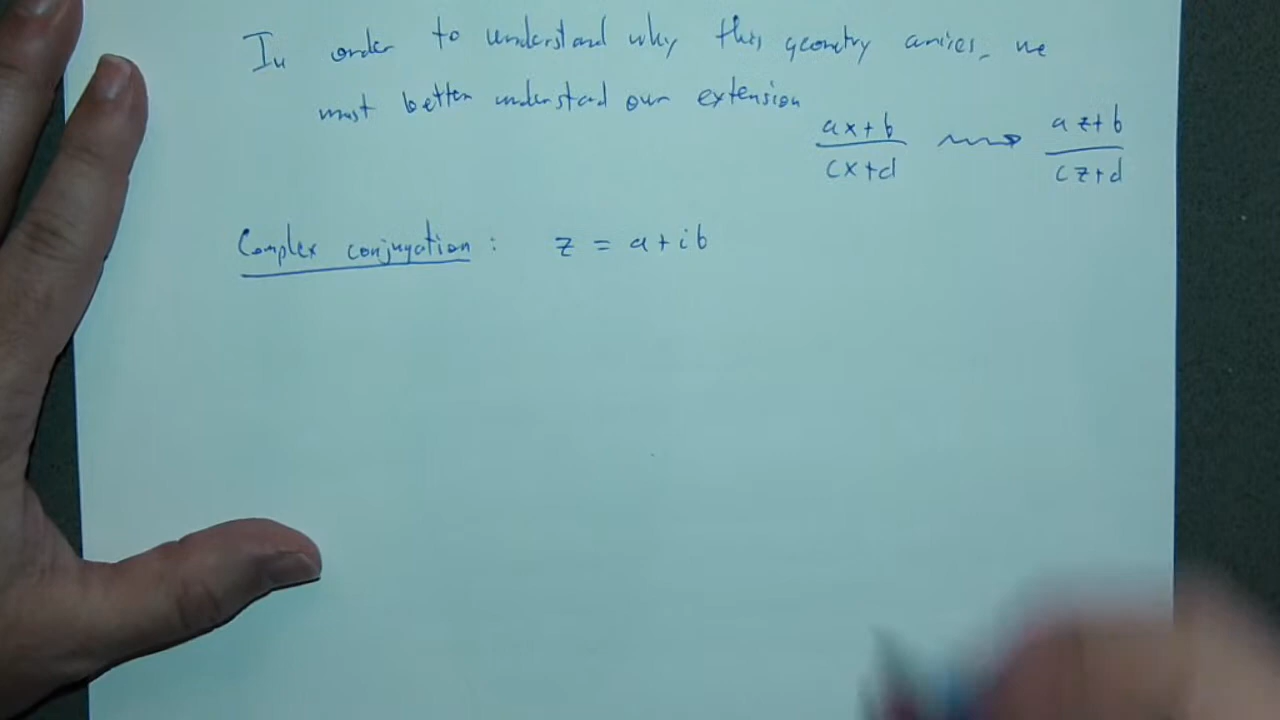 In order to understand why this geometry arises, we
must better understand our extension
ax+b / cx+d ⇝ az+b / cz+d
Complex conjugation: z = a+ib